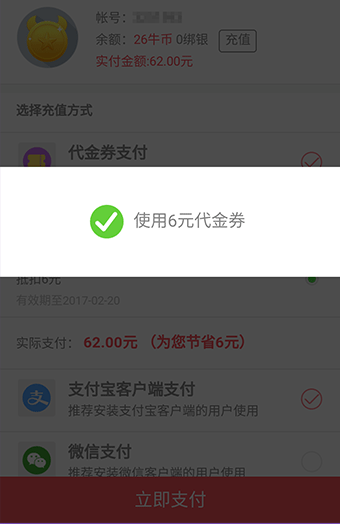 帐号：
余额：26牛币 0绑银 充值
实付金额:62.00元
选择充值方式
代金券支付
使用6元代金券
抵扣6元
有效期至2017-02-20
实际支付： 62.00元 （为您节省6元）
支付宝客户端支付
推荐安装支付宝客户端的用户使用
微信支付
推荐安装微信客户端的用户使用
立即支付